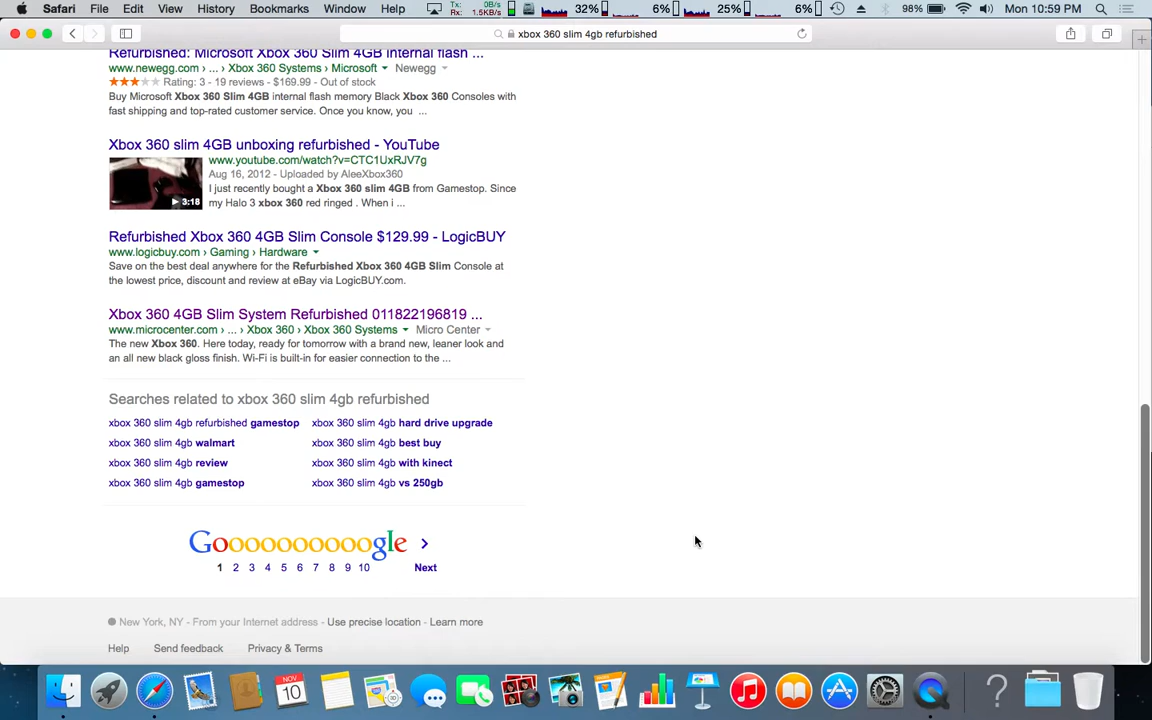 Safari File Edit View History Bookmarks Window Help Tx: 0B/s Rx: 1.5KB/s 32% 6% 25% 6% 98% Mon 10:59 PM
xbox 360 slim 4gb refurbished
Refurbished: Microsoft Xbox 360 Slim 4GB internal flash ...
www.newegg.com › ... › Xbox 360 Systems › Microsoft Newegg
Rating: 3 - 19 reviews - $169.99 - Out of stock
Buy Microsoft Xbox 360 Slim 4GB internal flash memory Black Xbox 360 Consoles with
fast shipping and top-rated customer service. Once you know, you ...
Xbox 360 slim 4GB unboxing refurbished - YouTube
www.youtube.com/watch?v=CTC1UxRJV7g
Aug 16, 2012 - Uploaded by AleeXbox360
I just recently bought a Xbox 360 slim 4GB from Gamestop. Since
my Halo 3 xbox 360 red ringed . When i ...
3:18
Refurbished Xbox 360 4GB Slim Console $129.99 - LogicBUY
www.logicbuy.com › Gaming › Hardware
Save on the best deal anywhere for the Refurbished Xbox 360 4GB Slim Console at
the lowest price, discount and review at eBay via LogicBUY.com.
Xbox 360 4GB Slim System Refurbished 011822196819 ...
www.microcenter.com › ... › Xbox 360 › Xbox 360 Systems Micro Center
The new Xbox 360. Here today, ready for tomorrow with a brand new, leaner look and
an all new black gloss finish. Wi-Fi is built-in for easier connection to the ...
Searches related to xbox 360 slim 4gb refurbished
xbox 360 slim 4gb refurbished gamestop xbox 360 slim 4gb hard drive upgrade
xbox 360 slim 4gb walmart xbox 360 slim 4gb best buy
xbox 360 slim 4gb review xbox 360 slim 4gb with kinect
xbox 360 slim 4gb gamestop xbox 360 slim 4gb vs 250gb
Goooooooooogle >
1 2 3 4 5 6 7 8 9 10 Next
New York, NY - From your Internet address - Use precise location - Learn more
Help Send feedback Privacy & Terms
NOV
10